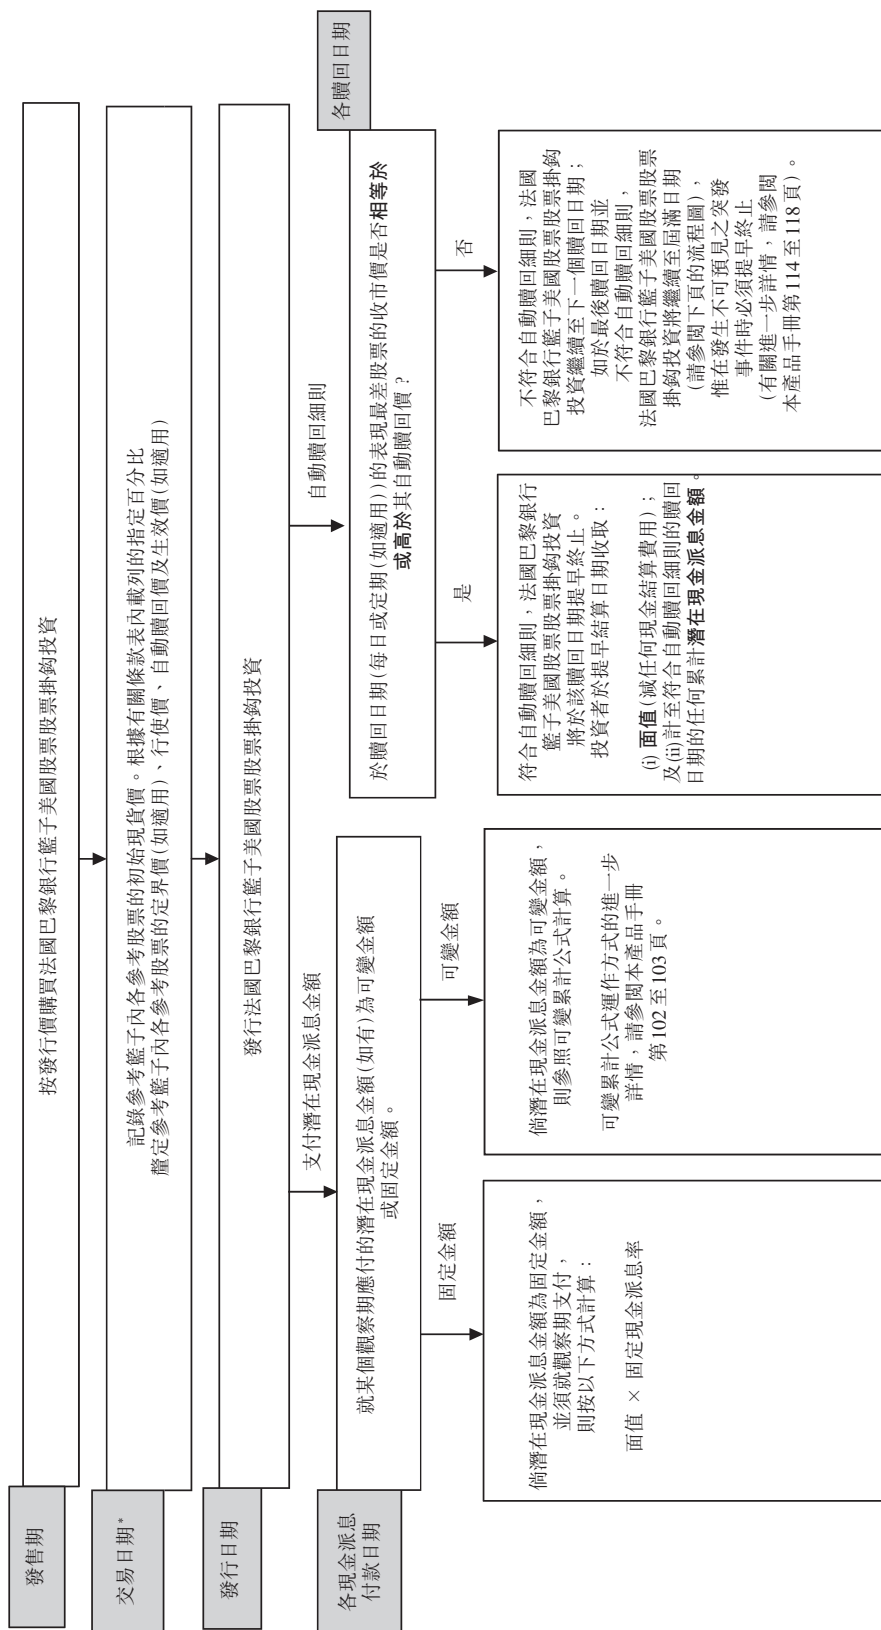 發售期
按發行價購買法國巴黎銀行籃子美國股票股票掛鈎投資
交易日期*
記錄參考籃子內各參考股票的初始現貨價。根據有關條款表內載列的指定百分比
釐定參考籃子內各參考股票的定界價(如適用)、行使價、自動贖回價及生效價(如適用)
發行日期
發行法國巴黎銀行籃子美國股票股票掛鈎投資
支付潛在現金派息金額
自動贖回細則
各現金派息
付款日期
就某個觀察期應付的潛在現金派息金額(如有)為可變金額
或固定金額。
各贖回日期
於贖回日期(每日或定期(如適用))的表現最差股票的收市價是否相等於
或高於其自動贖回價?
固定金額
可變金額
是
否
倘潛在現金派息金額為固定金額,
並須就觀察期支付,
則按以下方式計算:
面值 × 固定現金派息率
倘潛在現金派息金額為可變金額,
則參照可變累計公式計算。
可變累計公式運作方式的進一步
詳情,請參閱本產品手冊
第102至103頁。
符合自動贖回細則,法國巴黎銀行
籃子美國股票股票掛鈎投資
將於該贖回日期提早終止。
投資者於提早結算日期收取:
(i) 面值(減任何現金結算費用);
及(ii)計至符合自動贖回細則的贖回
日期的任何累計潛在現金派息金額。
不符合自動贖回細則,法國
巴黎銀行籃子美國股票股票掛鈎
投資繼續至下一個贖回日期;
如於最後贖回日期並
不符合自動贖回細則,
法國巴黎銀行籃子美國股票股票
掛鈎投資將繼續至屆滿日期
(請參閱下頁的流程圖),
惟在發生不可預見之突發
事件時必須提早終止
(有關進一步詳情,請參閱
本產品手冊第114至118頁)。